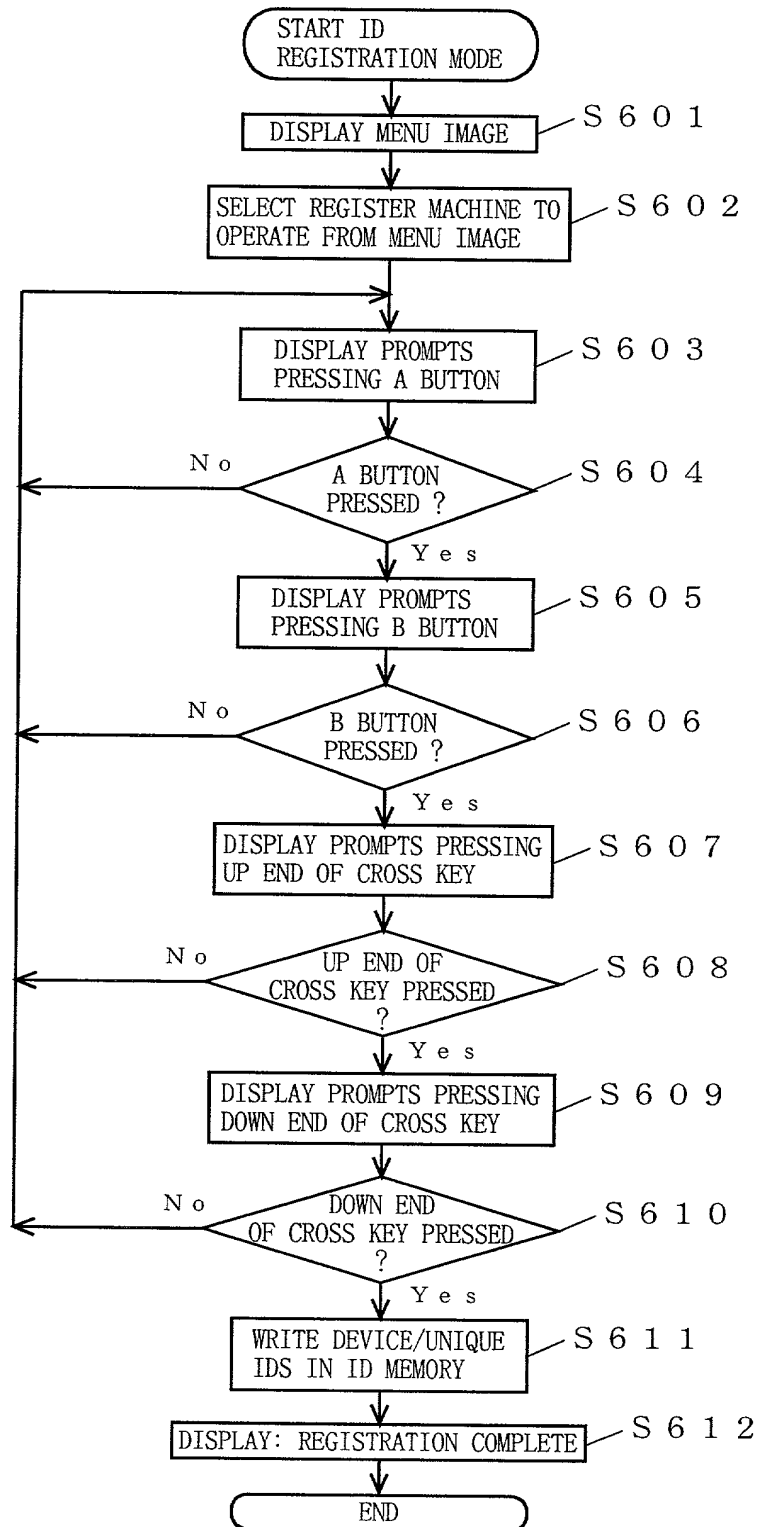 START ID
REGISTRATION MODE
DISPLAY MENU IMAGE
S601
SELECT REGISTER MACHINE TO
OPERATE FROM MENU IMAGE
S602
DISPLAY PROMPTS
PRESSING A BUTTON
S603
A BUTTON
PRESSED ?
S604
No
Yes
DISPLAY PROMPTS
PRESSING B BUTTON
S605
B BUTTON
PRESSED ?
S606
No
Yes
DISPLAY PROMPTS PRESSING
UP END OF CROSS KEY
S607
UP END OF
CROSS KEY PRESSED
?
S608
No
Yes
DISPLAY PROMPTS PRESSING
DOWN END OF CROSS KEY
S609
DOWN END
OF CROSS KEY PRESSED
?
S610
No
Yes
WRITE DEVICE/UNIQUE
IDS IN ID MEMORY
S611
DISPLAY: REGISTRATION COMPLETE
S612
END